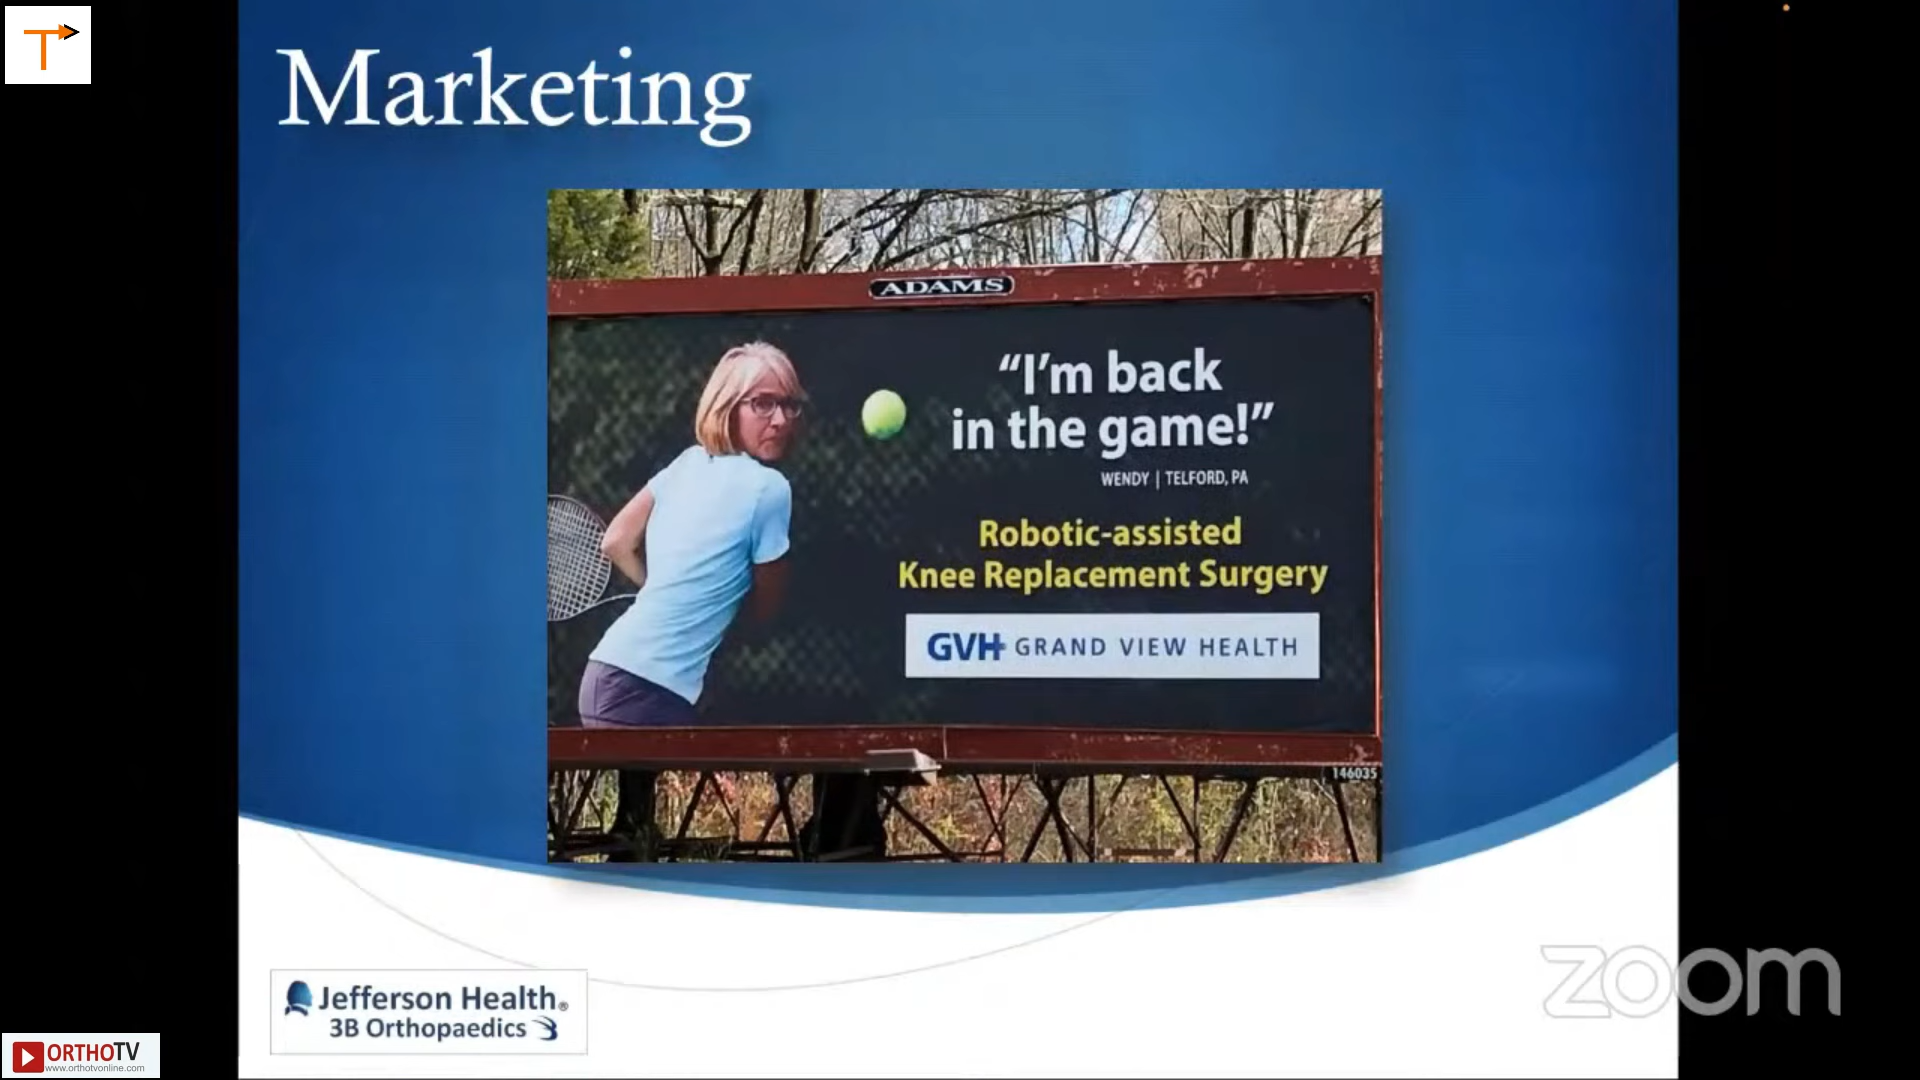 T
Marketing
ADAMS
“I’m back
in the game!”
WENDY | TELFORD, PA
Robotic-assisted
Knee Replacement Surgery
GVH GRAND VIEW HEALTH
146035
Jefferson Health®
3B Orthopaedics
zoom
ORTHOTV
www.orthotvonline.com